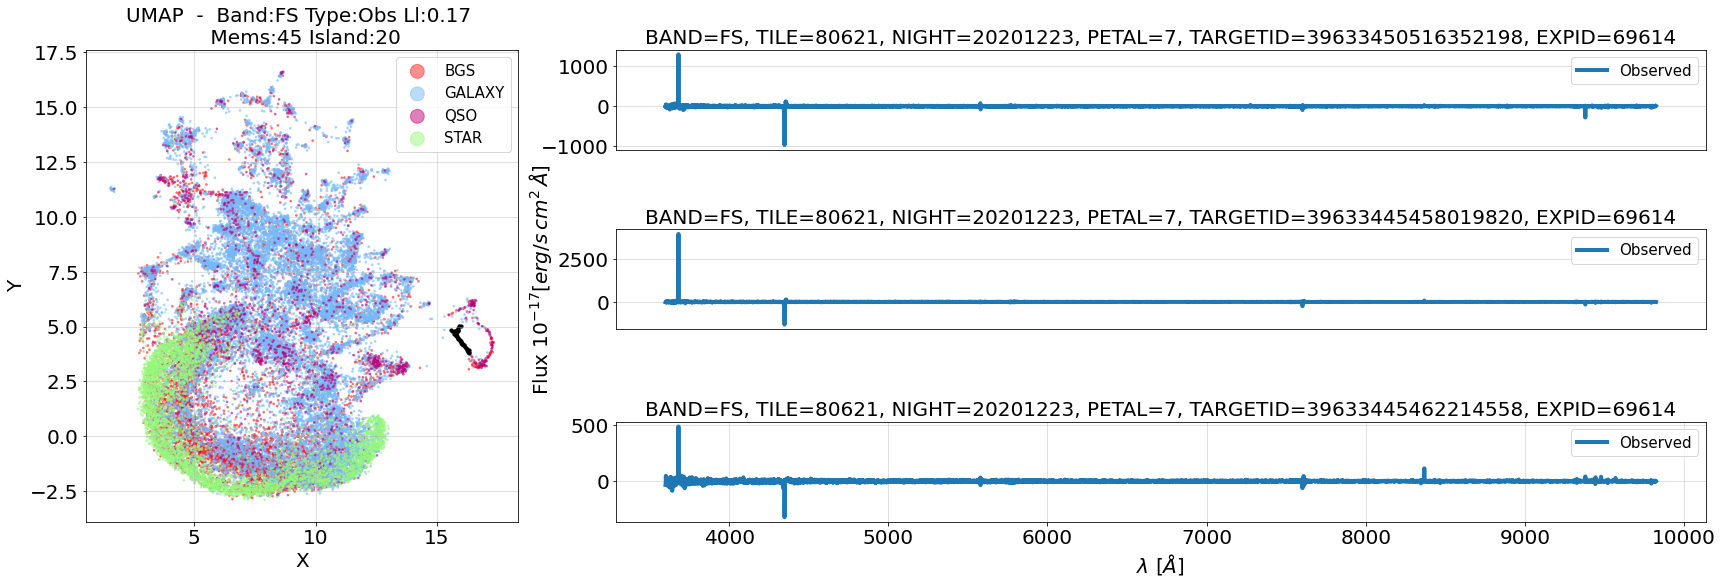 UMAP - Band:FS Type:Obs Ll:0.17
Mems:45 Island:20
BGS
GALAXY
QSO
STAR
17.5
15.0
12.5
10.0
7.5
5.0
2.5
0.0
−2.5
Y
5
10
15
X
BAND=FS, TILE=80621, NIGHT=20201223, PETAL=7, TARGETID=39633450516352198, EXPID=69614
Observed
1000
0
−1000
BAND=FS, TILE=80621, NIGHT=20201223, PETAL=7, TARGETID=39633445458019820, EXPID=69614
Observed
2500
0
Flux 10⁻¹⁷[erg/s cm² Å]
BAND=FS, TILE=80621, NIGHT=20201223, PETAL=7, TARGETID=39633445462214558, EXPID=69614
Observed
500
0
4000
5000
6000
7000
8000
9000
10000
λ [Å]